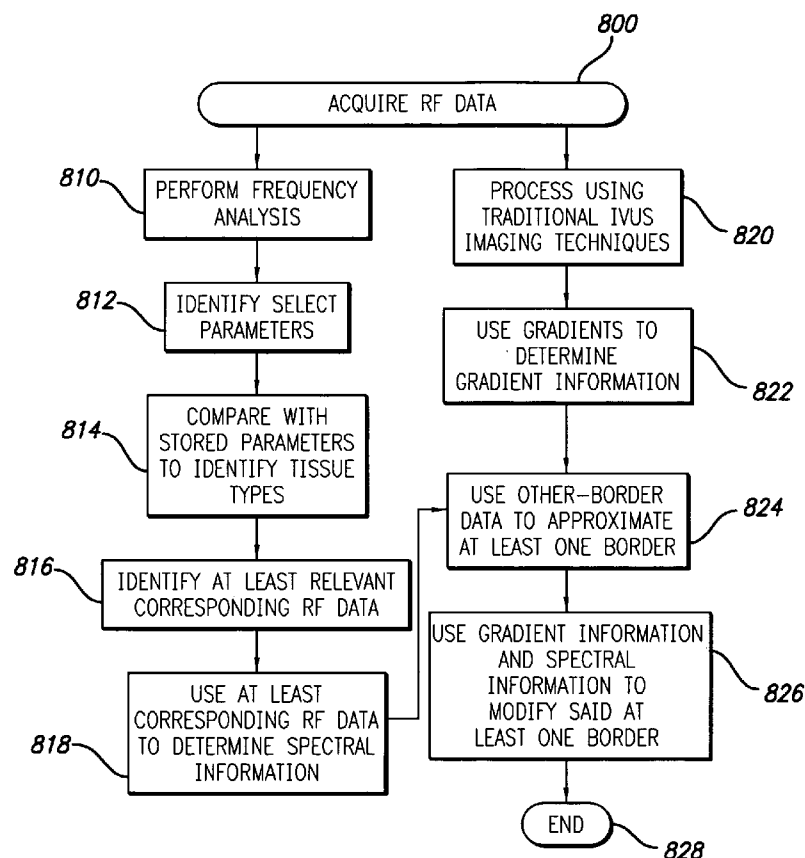 800
ACQUIRE RF DATA
810
PERFORM FREQUENCY
ANALYSIS
812
IDENTIFY SELECT
PARAMETERS
814
COMPARE WITH
STORED PARAMETERS
TO IDENTIFY TISSUE
TYPES
816
IDENTIFY AT LEAST RELEVANT
CORRESPONDING RF DATA
818
USE AT LEAST
CORRESPONDING RF DATA
TO DETERMINE SPECTRAL
INFORMATION
PROCESS USING
TRADITIONAL IVUS
IMAGING TECHNIQUES
820
USE GRADIENTS TO
DETERMINE
GRADIENT INFORMATION
822
USE OTHER-BORDER
DATA TO APPROXIMATE
AT LEAST ONE BORDER
824
USE GRADIENT INFORMATION
AND SPECTRAL
INFORMATION TO
MODIFY SAID AT
LEAST ONE BORDER
826
END
828